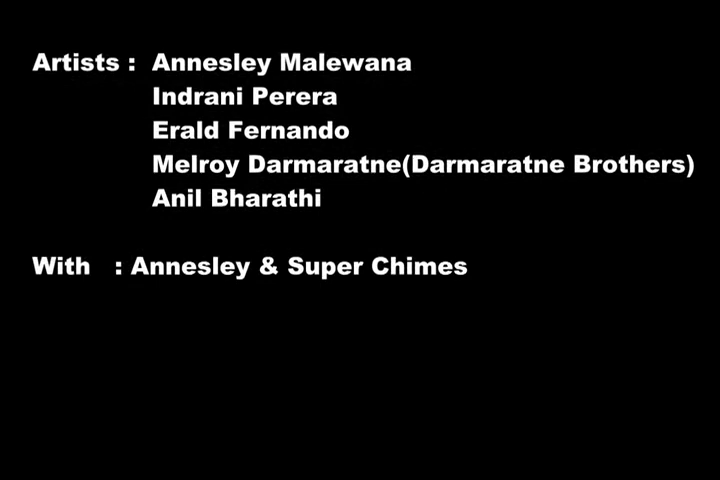 Artists : Annesley Malewana
Indrani Perera
Erald Fernando
Melroy Darmaratne(Darmaratne Brothers)
Anil Bharathi
With : Annesley & Super Chimes